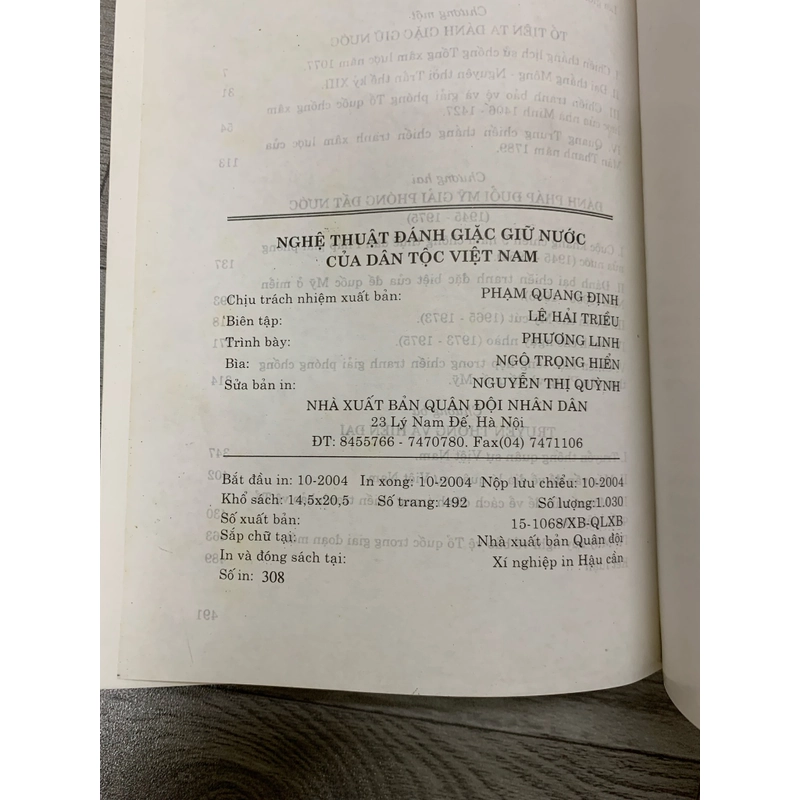 NGHỆ THUẬT ĐÁNH GIẶC GIỮ NƯỚC
CỦA DÂN TỘC VIỆT NAM
Chịu trách nhiệm xuất bản: PHẠM QUANG ĐỊNH
Biên tập: LÊ HẢI TRIỀU
Trình bày: PHƯƠNG LINH
Bìa: NGÔ TRỌNG HIỂN
Sửa bản in: NGUYỄN THỊ QUỲNH
NHÀ XUẤT BẢN QUÂN ĐỘI NHÂN DÂN
23 Lý Nam Đế, Hà Nội
ĐT: 8455766 - 7470780. Fax(04) 7471106
Bắt đầu in: 10-2004 In xong: 10-2004 Nộp lưu chiểu: 10-2004
Khổ sách: 14,5x20,5 Số trang: 492 Số lượng:1.030
Số xuất bản: 15-1068/XB-QLXB
Sắp chữ tại: Nhà xuất bản Quân đội
In và đóng sách tại: Xí nghiệp in Hậu cần
Số in: 308